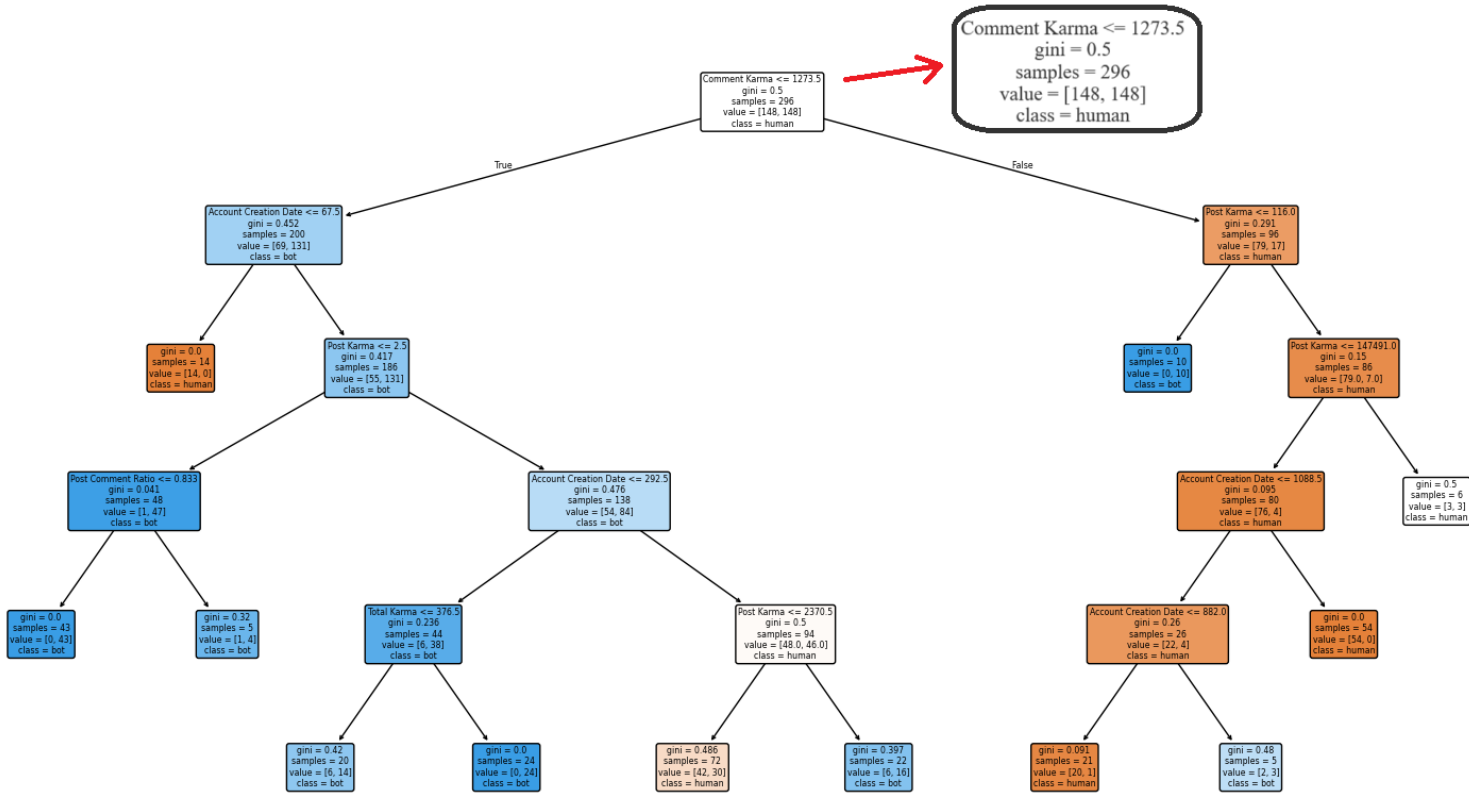 Comment Karma <= 1273.5
gini = 0.5
samples = 296
value = [148, 148]
class = human
Comment Karma <= 1273.5
gini = 0.5
samples = 296
value = [148, 148]
class = human
True
False
Account Creation Date <= 67.5
gini = 0.452
samples = 200
value = [69, 131]
class = bot
Post Karma <= 116.0
gini = 0.291
samples = 96
value = [79, 17]
class = human
gini = 0.0
samples = 14
value = [14, 0]
class = human
Post Karma <= 2.5
gini = 0.417
samples = 186
value = [55, 131]
class = bot
gini = 0.0
samples = 10
value = [0, 10]
class = bot
Post Karma <= 147491.0
gini = 0.15
samples = 86
value = [79.0, 7.0]
class = human
Post Comment Ratio <= 0.833
gini = 0.041
samples = 48
value = [1, 47]
class = bot
Account Creation Date <= 292.5
gini = 0.476
samples = 138
value = [54, 84]
class = bot
Account Creation Date <= 1088.5
gini = 0.095
samples = 80
value = [76, 4]
class = human
gini = 0.5
samples = 6
value = [3, 3]
class = human
gini = 0.0
samples = 43
value = [0, 43]
class = bot
gini = 0.32
samples = 5
value = [1, 4]
class = bot
Total Karma <= 376.5
gini = 0.236
samples = 44
value = [6, 38]
class = bot
Post Karma <= 2370.5
gini = 0.5
samples = 94
value = [48.0, 46.0]
class = human
Account Creation Date <= 882.0
gini = 0.26
samples = 26
value = [22, 4]
class = human
gini = 0.0
samples = 54
value = [54, 0]
class = human
gini = 0.42
samples = 20
value = [6, 14]
class = bot
gini = 0.0
samples = 24
value = [0, 24]
class = bot
gini = 0.486
samples = 72
value = [42, 30]
class = human
gini = 0.397
samples = 22
value = [6, 16]
class = bot
gini = 0.091
samples = 21
value = [20, 1]
class = human
gini = 0.48
samples = 5
value = [2, 3]
class = bot